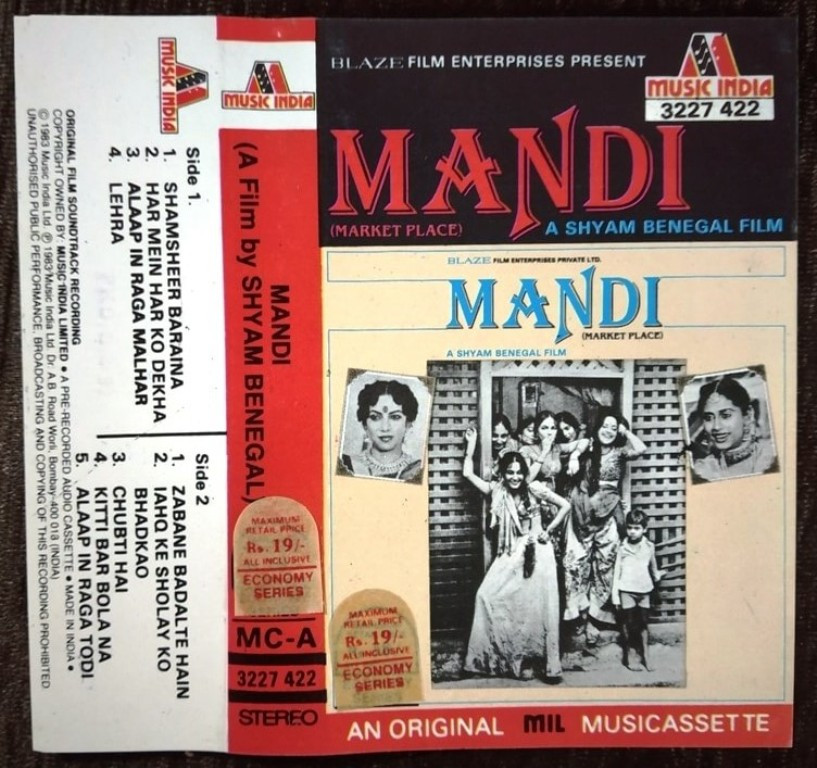 MUSIC INDIA
Side 1.
1. SHAMSHEER BARAINA
2. HAR MEIN HAR KO DEKHA
3. ALAAP IN RAGA MALHAR
4. LEHRA
Side 2
1. ZABANE BADALTE HAIN
2. IAHQ KE SHOLAY KO
BHADKAO
3. CHUBTI HAI
4. KITTI BAR BOLA NA
5. ALAAP IN RAGA TODI
ORIGINAL FILM SOUNDTRACK RECORDING
COPYRIGHT OWNED BY: MUSIC INDIA LIMITED • A PRE-RECORDED AUDIO CASSETTE • MADE IN INDIA •
© 1983 Music India Ltd. ℗ 1983 Music India Ltd. Dr. A.B. Road Worli, Bombay-400 018 (INDIA)
UNAUTHORISED PUBLIC PERFORMANCE, BROADCASTING AND COPYING OF THIS RECORDING PROHIBITED
MUSIC INDIA
MANDI
(A Film by SHYAM BENEGAL)
MAXIMUM
RETAIL PRICE
Rs. 19/-
ALL INCLUSIVE
ECONOMY
SERIES
MC-A
3227 422
STEREO
BLAZE FILM ENTERPRISES PRESENT
MUSIC INDIA
3227 422
MANDI
(MARKET PLACE)
A SHYAM BENEGAL FILM
BLAZE FILM ENTERPRISES PRIVATE LTD.
MANDI
(MARKET PLACE)
A SHYAM BENEGAL FILM
MAXIMUM
RETAIL PRICE
Rs. 19/-
ALL INCLUSIVE
ECONOMY
SERIES
AN ORIGINAL MIL MUSICASSETTE